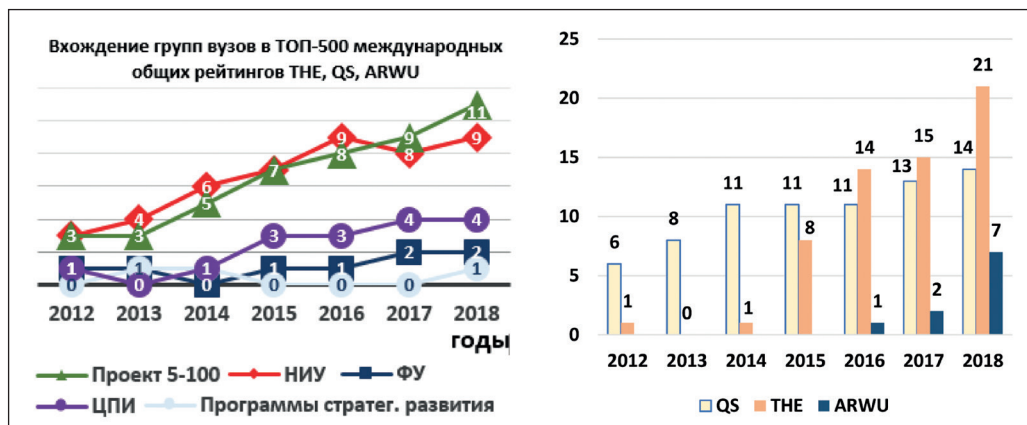 Вхождение групп вузов в ТОП-500 международных
общих рейтингов THE, QS, ARWU
11
9 9 9
8 8
7
6
5
4 4 4
3 3 3 3
2 2
1 1 1 1 1 1
0 0 0 0 0 0
2012 2013 2014 2015 2016 2017 2018
годы
Проект 5-100 НИУ ФУ
ЦПИ Программы стратег. развития
25
21
20
15
15 14 14
13
11 11 11
10
8 8
7
6
5
2
1 0 1 1
0
2012 2013 2014 2015 2016 2017 2018
QS THE ARWU